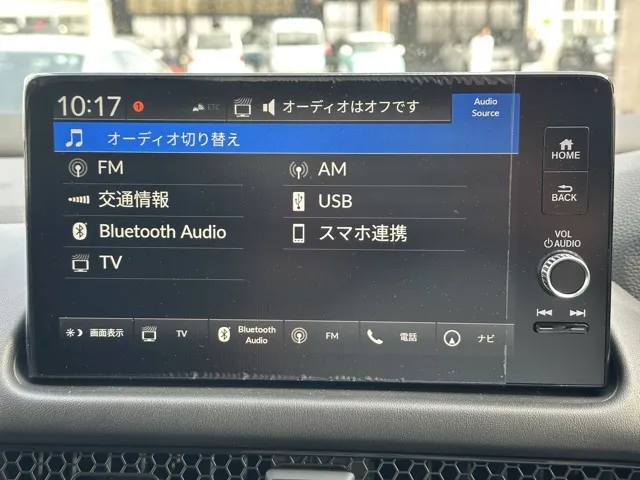 10:17 1 ETC オーディオはオフです Audio Source
オーディオ切り替え
FM AM
交通情報 USB
Bluetooth Audio スマホ連携
TV
画面表示 TV Bluetooth Audio FM 電話 ナビ
HOME
BACK
VOL
AUDIO